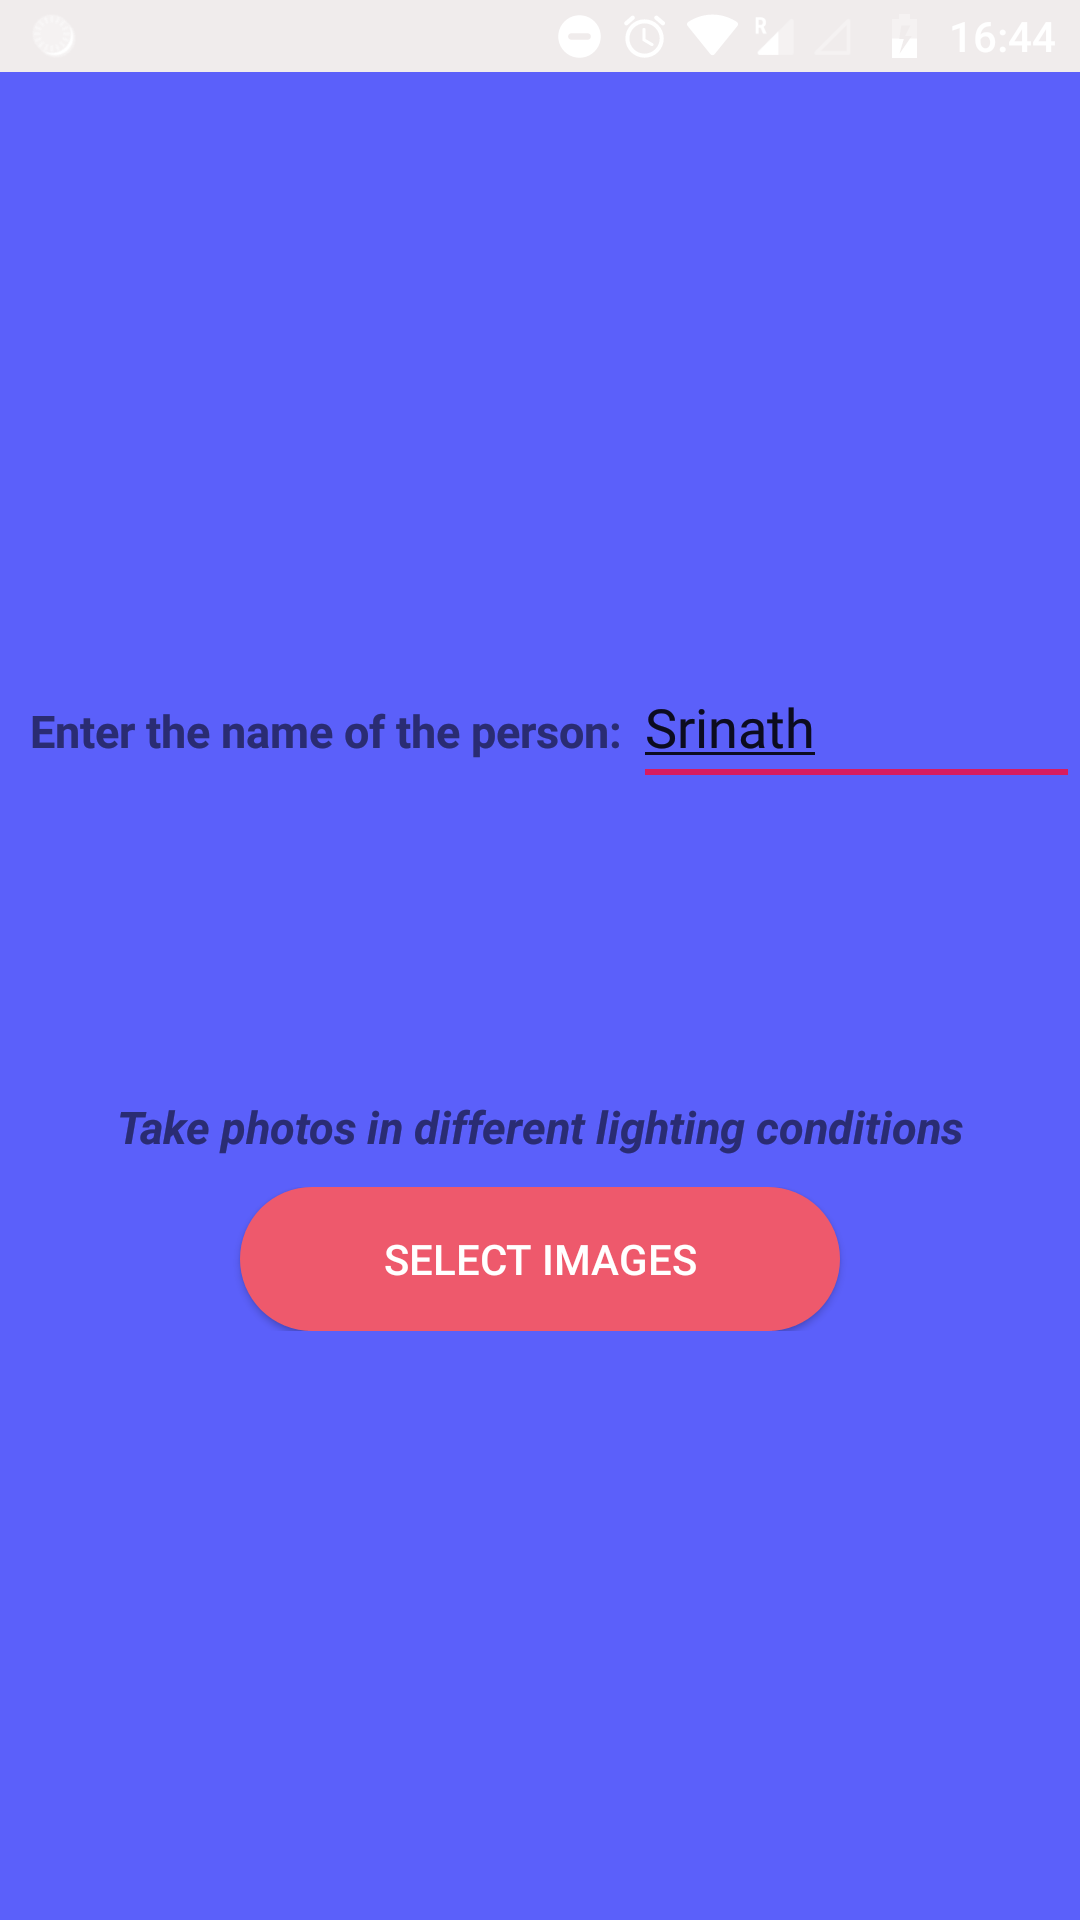 R 16:44
Enter the name of the person: Srinath
Take photos in different lighting conditions
SELECT IMAGES